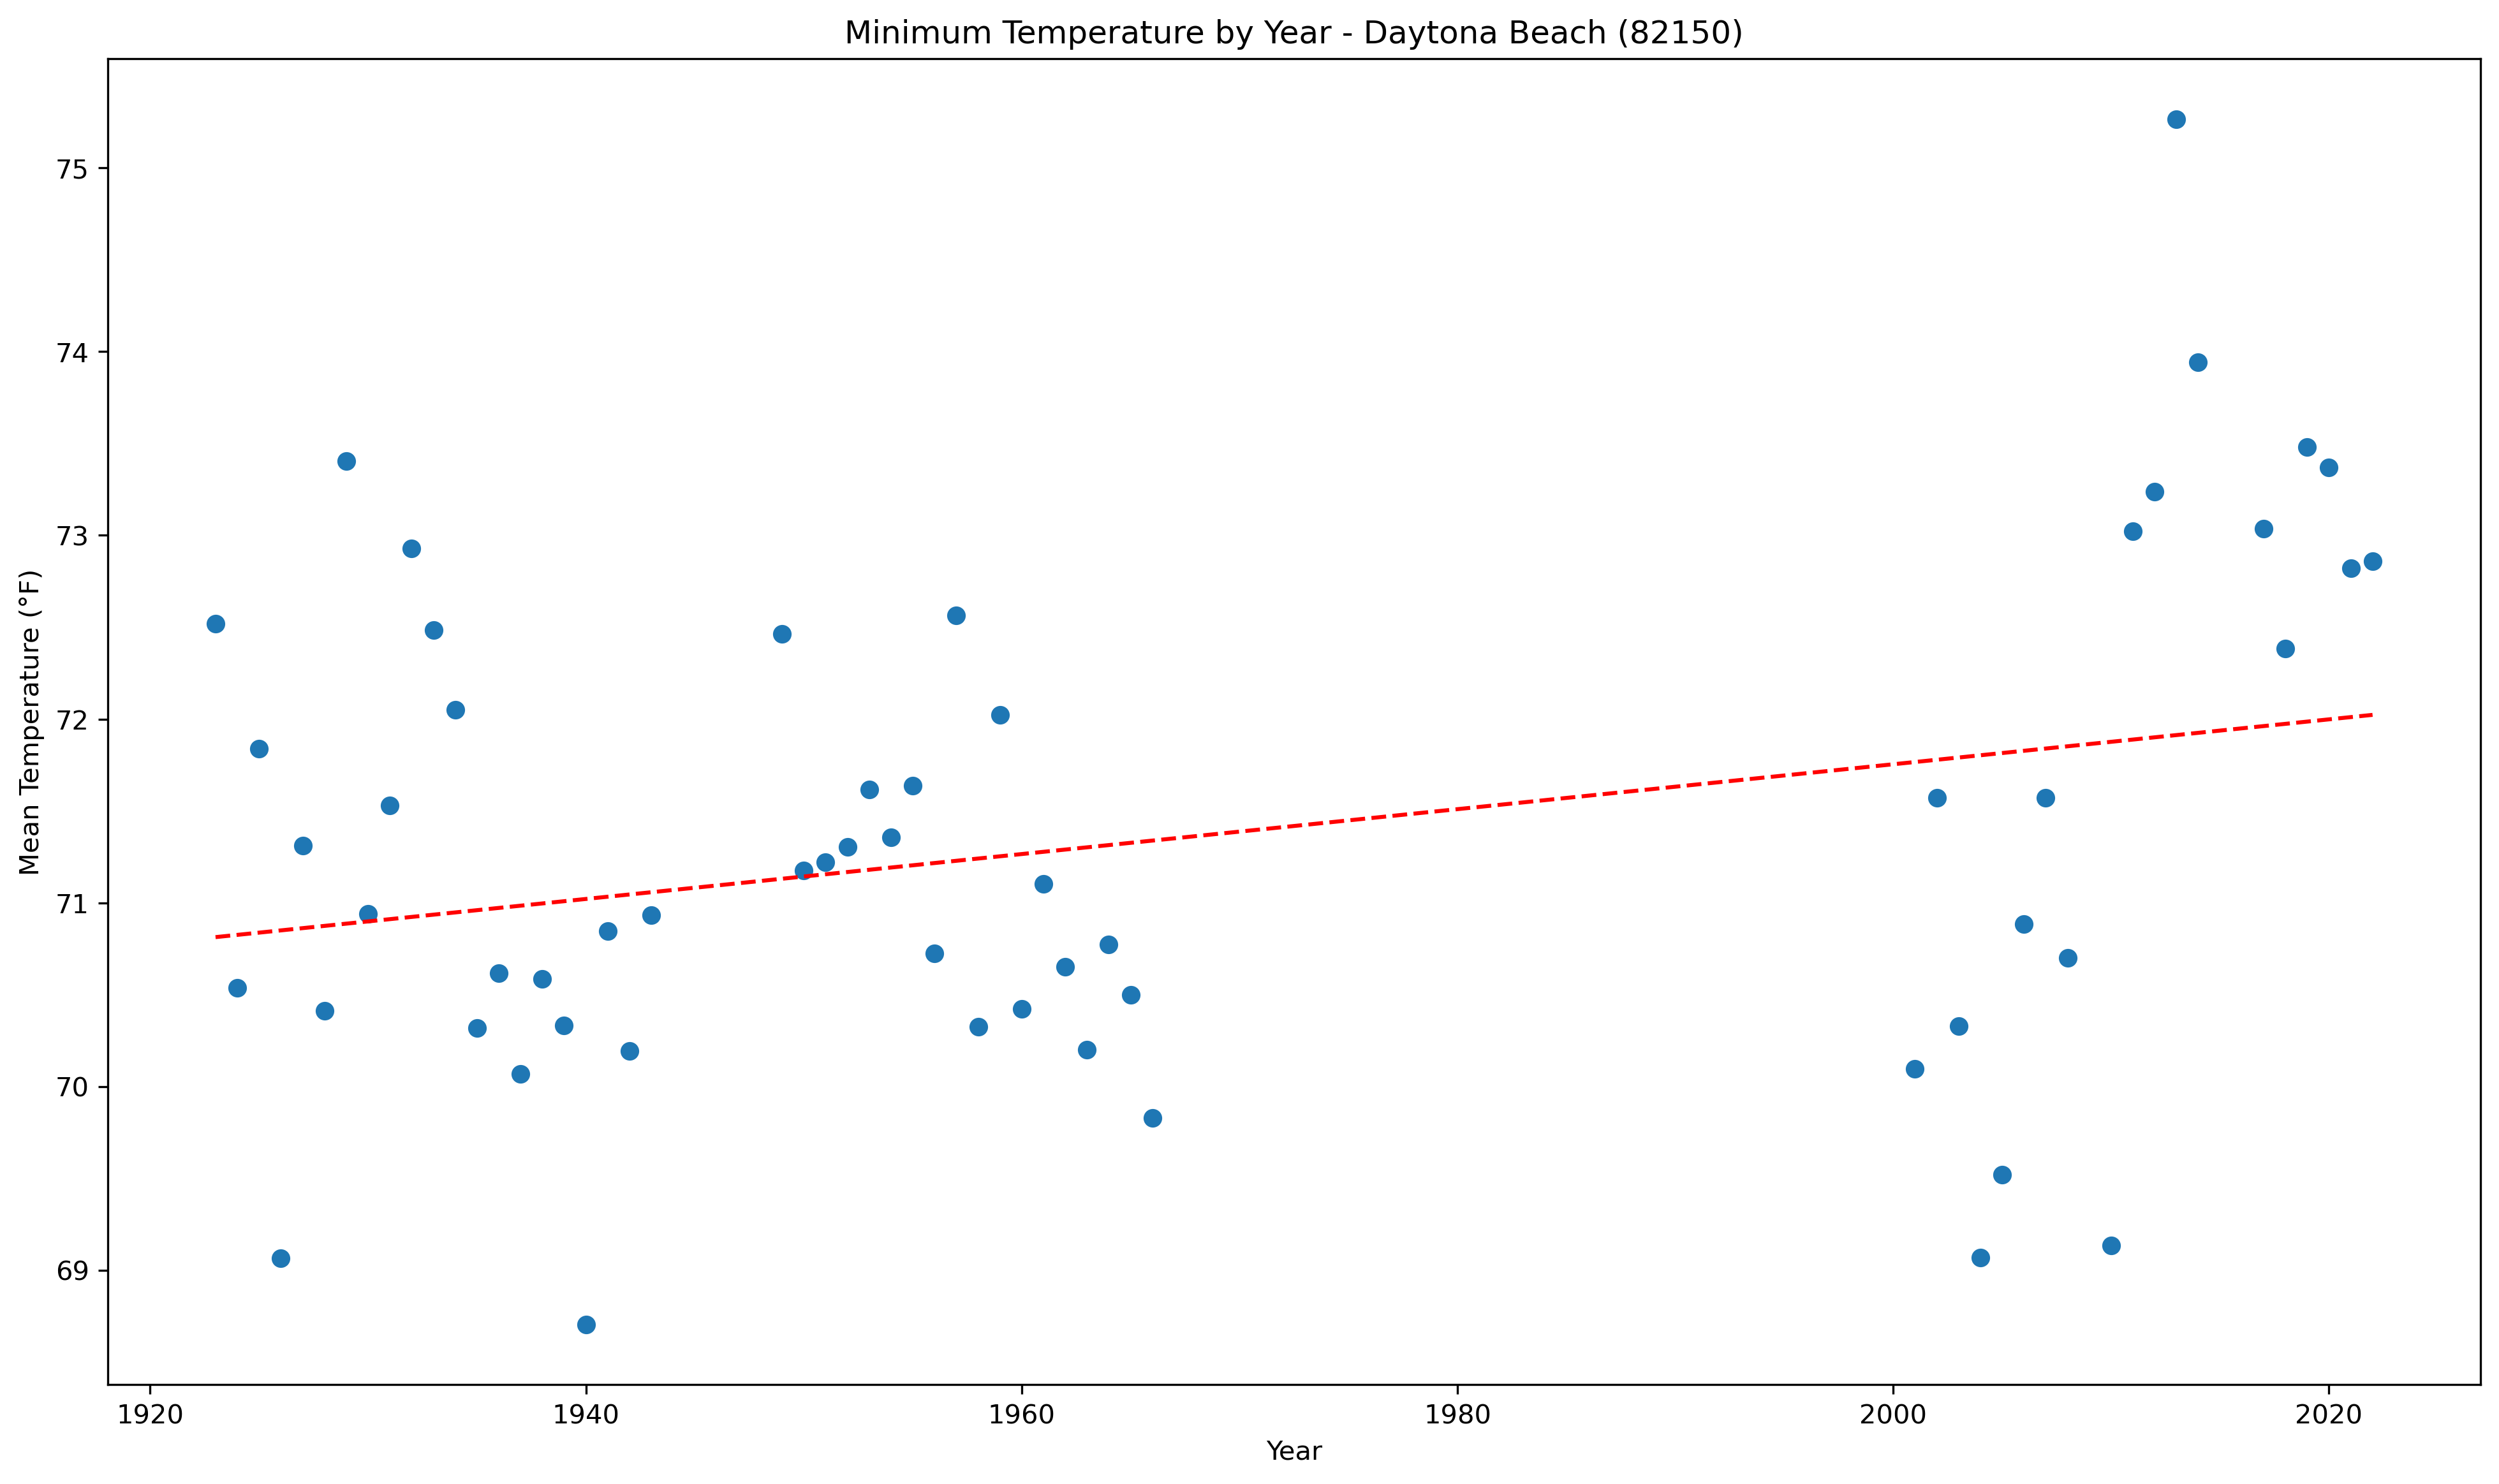 Minimum Temperature by Year - Daytona Beach (82150)
Mean Temperature (°F)
75
74
73
72
71
70
69
1920 1940 1960 1980 2000 2020
Year